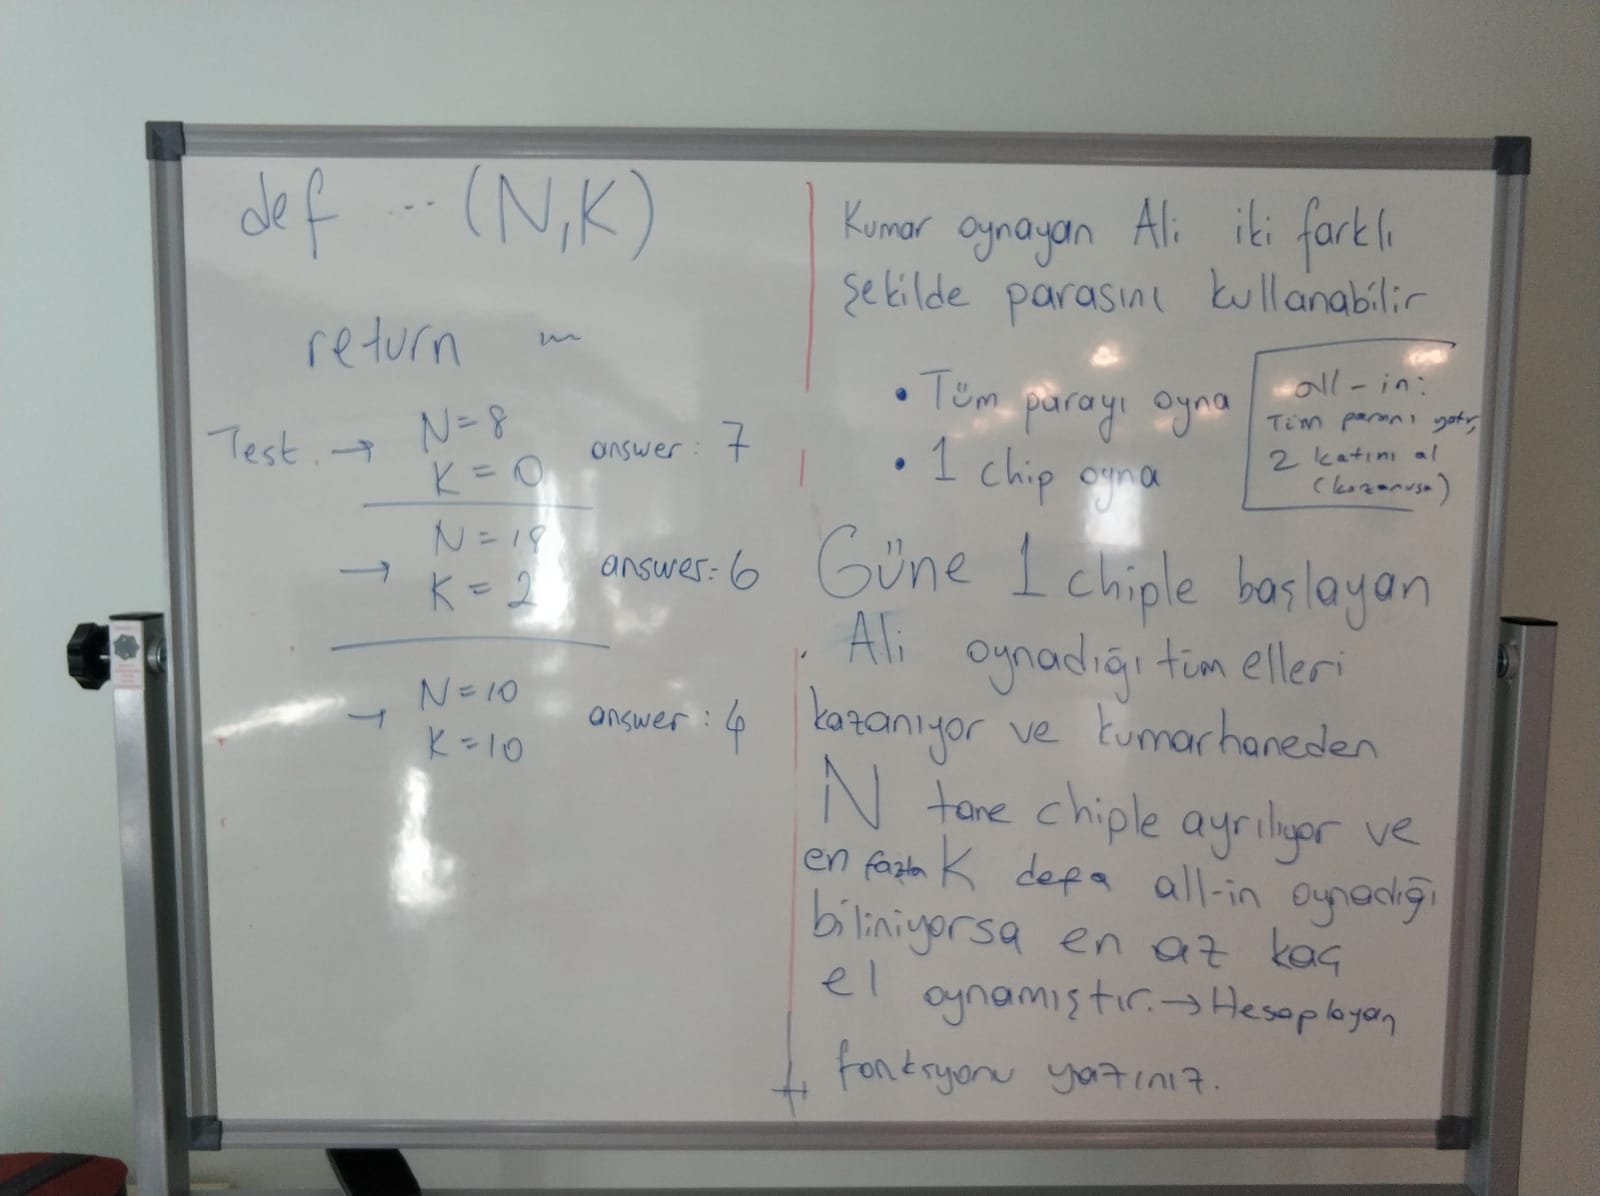 def ... (N,K)
return
Test. → N=8
K=0
answer: 7
→ N=18
K=2
answer: 6
→ N=10
K=10
answer: 4
Kumar oynayan Ali iki farklı
şekilde parasını kullanabilir
• Tüm parayı oyna
• 1 chip oyna
all-in:
Tüm paranı yatır,
2 katını al
(kazanırsa)
Güne 1 chiple başlayan
Ali oynadığı tüm elleri
kazanıyor ve kumarhaneden
N tane chiple ayrılıyor ve
en fazla K defa all-in oynadığı
biliniyorsa en az kaç
el oynamıştır. → Hesaplayan
fonksyonu yazınız.